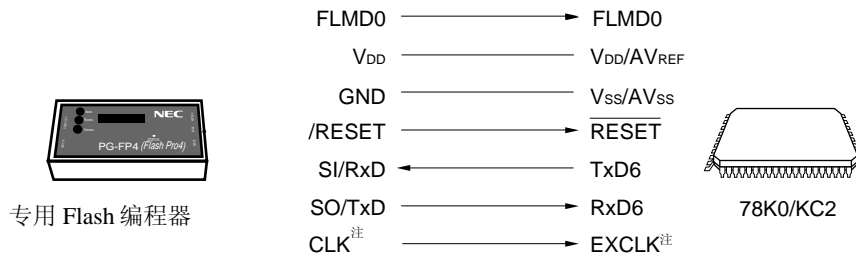 FLMD0 FLMD0
VDD VDD/AVREF
GND VSS/AVSS
/RESET RESET
SI/RxD TxD6
SO/TxD RxD6
CLK注 EXCLK注
NEC
PG-FP4 (Flash Pro4)
专用 Flash 编程器
78K0/KC2